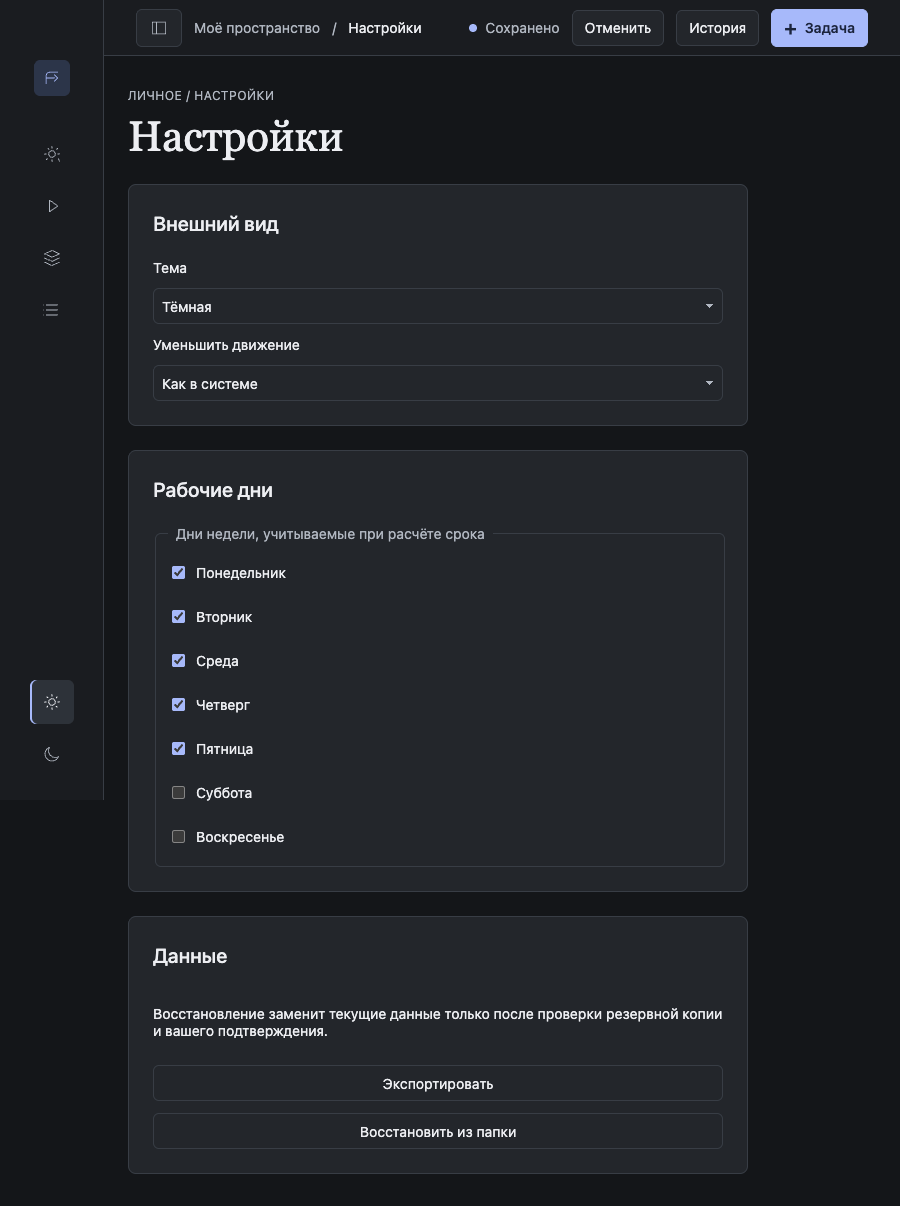 Моё пространство / Настройки
Сохранено
Отменить
История
+ Задача
ЛИЧНОЕ / НАСТРОЙКИ
Настройки
Внешний вид
Тема
Тёмная
Уменьшить движение
Как в системе
Рабочие дни
Дни недели, учитываемые при расчёте срока
Понедельник
Вторник
Среда
Четверг
Пятница
Суббота
Воскресенье
Данные
Восстановление заменит текущие данные только после проверки резервной копии
и вашего подтверждения.
Экспортировать
Восстановить из папки